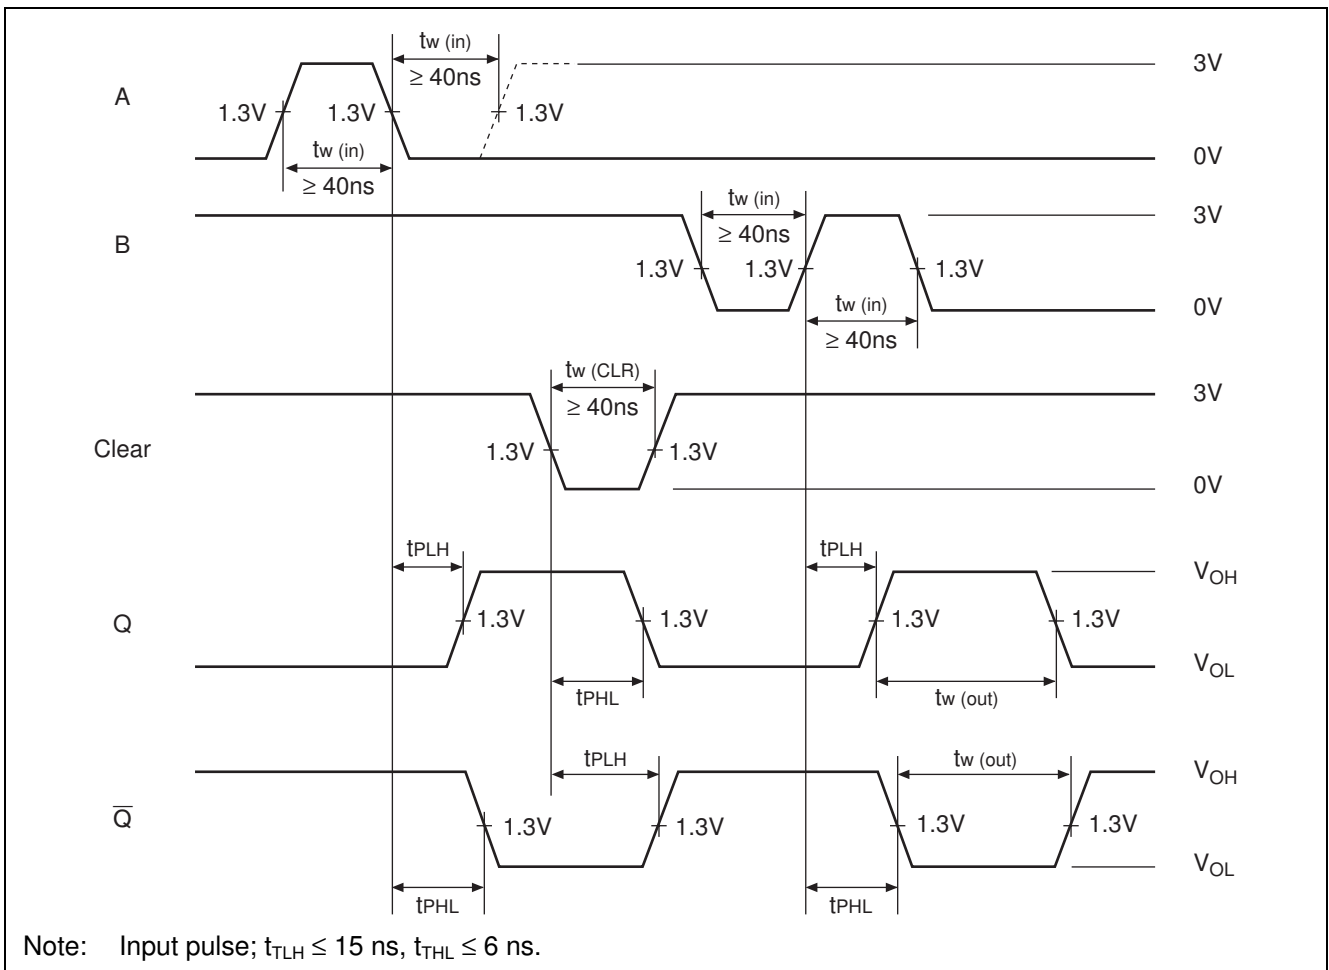 tw (in)
≥ 40ns
3V
A
1.3V
1.3V
1.3V
tw (in)
≥ 40ns
0V
tw (in)
≥ 40ns
3V
B
1.3V
1.3V
1.3V
tw (in)
≥ 40ns
0V
tw (CLR)
≥ 40ns
3V
Clear
1.3V
1.3V
0V
tPLH
tPLH
VOH
Q
1.3V
1.3V
1.3V
1.3V
VOL
tPHL
tw (out)
tPLH
tw (out)
VOH
Q̅
1.3V
1.3V
1.3V
1.3V
VOL
tPHL
tPHL
Note: Input pulse; tTLH ≤ 15 ns, tTHL ≤ 6 ns.